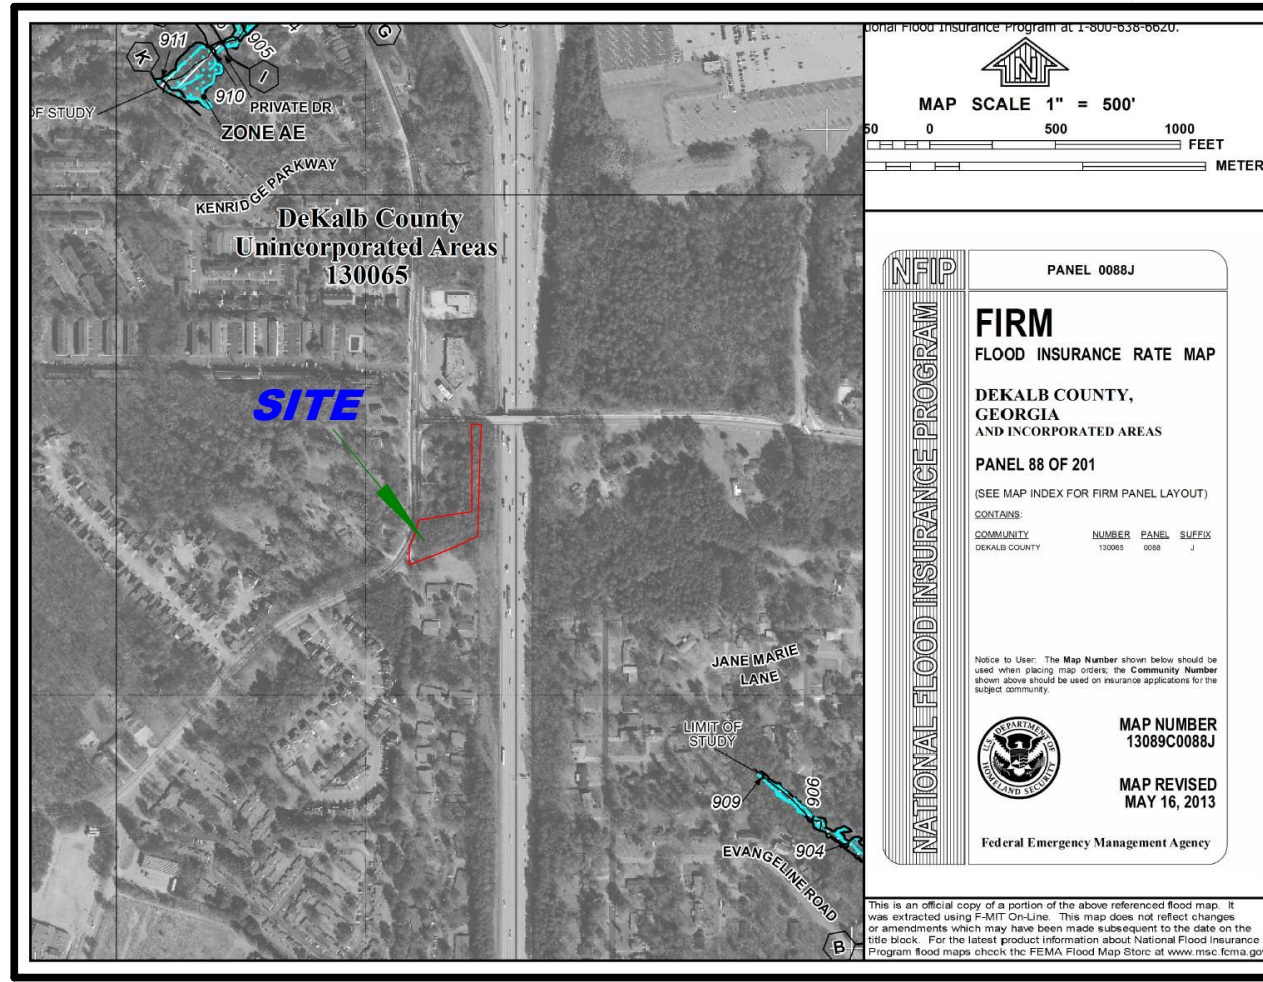 911
905
K
G
I
910
OF STUDY
PRIVATE DR
ZONE AE
KENRIDGE PARKWAY
DeKalb County
Unincorporated Areas
130065
SITE
JANE MARIE
LANE
LIMIT OF
STUDY
909
906
904
EVANGELINE ROAD
B
tional Flood Insurance Program at 1-800-638-6620.
N
MAP SCALE 1" = 500'
50 0 500 1000
FEET
METER
NFIP
PANEL 0088J
NATIONAL FLOOD INSURANCE PROGRAM
FIRM
FLOOD INSURANCE RATE MAP
DEKALB COUNTY,
GEORGIA
AND INCORPORATED AREAS
PANEL 88 OF 201
(SEE MAP INDEX FOR FIRM PANEL LAYOUT)
CONTAINS:
COMMUNITY NUMBER PANEL SUFFIX
DEKALB COUNTY 130065 0088 J
Notice to User: The Map Number shown below should be
used when placing map orders; the Community Number
shown above should be used on insurance applications for the
subject community.
U.S. DEPARTMENT OF HOMELAND SECURITY
MAP NUMBER
13089C0088J
MAP REVISED
MAY 16, 2013
Federal Emergency Management Agency
This is an official copy of a portion of the above referenced flood map. It
was extracted using F-MIT On-Line. This map does not reflect changes
or amendments which may have been made subsequent to the date on the
title block. For the latest product information about National Flood Insurance
Program flood maps check the FEMA Flood Map Store at www.msc.fema.gov